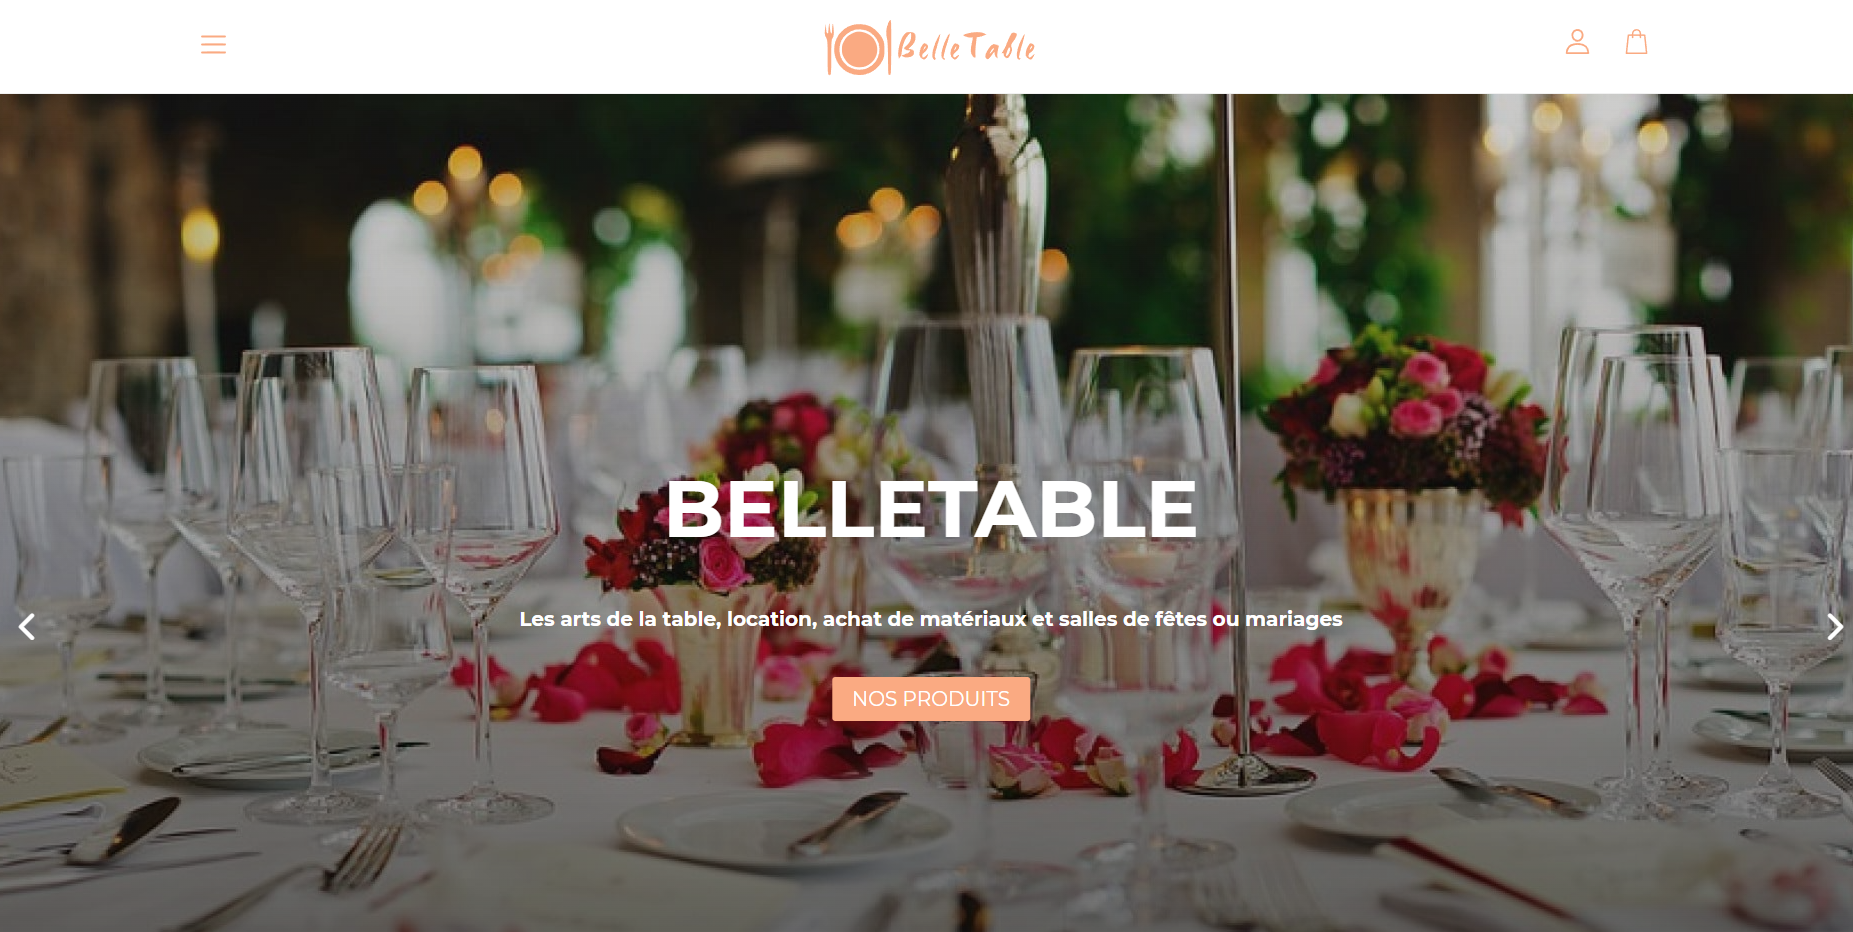 BelleTable
BELLETABLE
Les arts de la table, location, achat de matériaux et salles de fêtes ou mariages
NOS PRODUITS